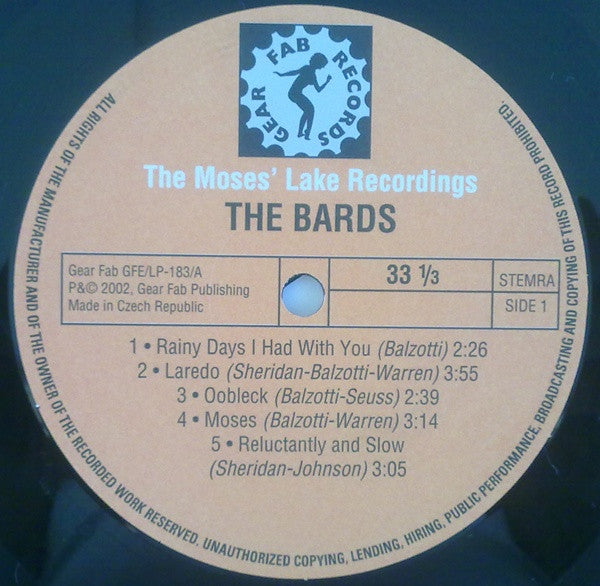 GEAR FAB RECORDS
The Moses' Lake Recordings
THE BARDS
Gear Fab GFE/LP-183/A
P&© 2002, Gear Fab Publishing
Made in Czech Republic
33 1/3
STEMRA
SIDE 1
1 • Rainy Days I Had With You (Balzotti) 2:26
2 • Laredo (Sheridan-Balzotti-Warren) 3:55
3 • Oobleck (Balzotti-Seuss) 2:39
4 • Moses (Balzotti-Warren) 3:14
5 • Reluctantly and Slow
(Sheridan-Johnson) 3:05
ALL RIGHTS OF THE MANUFACTURER AND OF THE OWNER OF THE RECORDED WORK RESERVED. UNAUTHORIZED COPYING, LENDING, HIRING, PUBLIC PERFORMANCE, BROADCASTING AND COPYING OF THIS RECORD PROHIBITED.